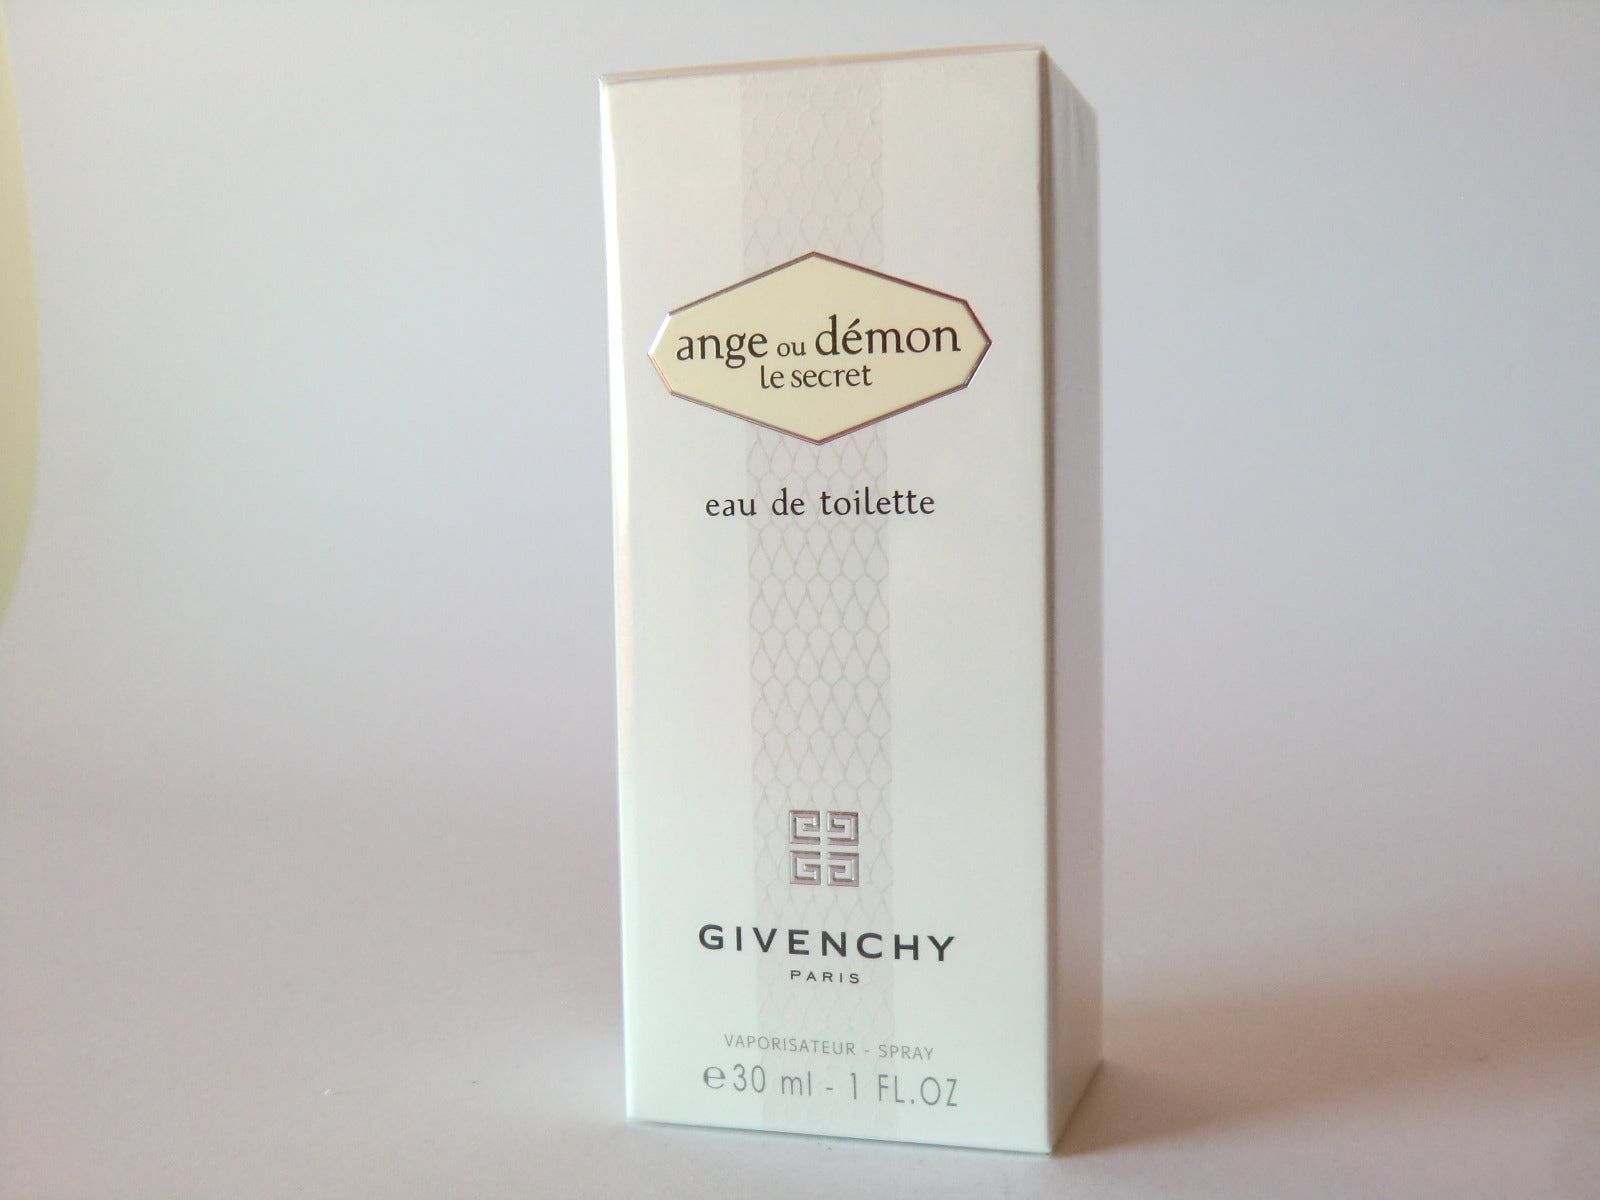 ange ou démon
le secret
eau de toilette
GIVENCHY
PARIS
VAPORISATEUR - SPRAY
℮30 ml - 1 FL.OZ